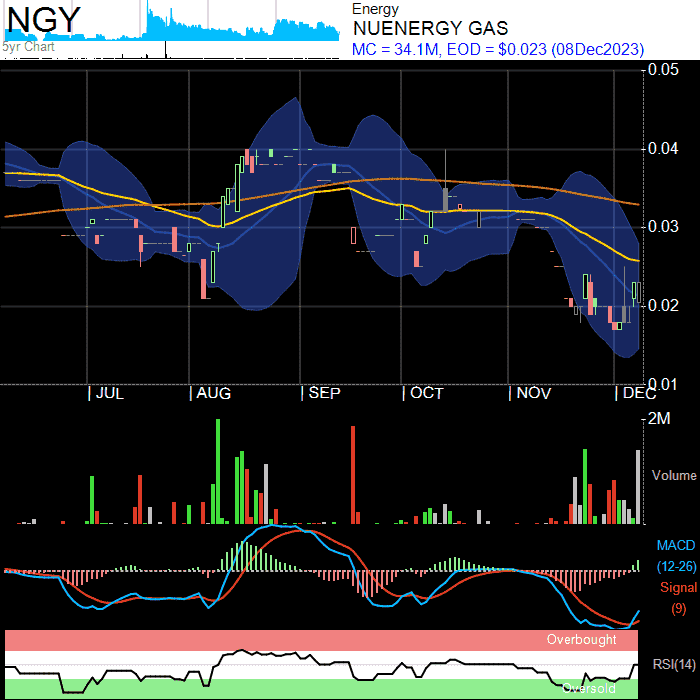 NGY
5yr Chart
Energy
NUENERGY GAS
MC = 34.1M, EOD = $0.023 (08Dec2023)
0.05
0.04
0.03
0.02
0.01
JUL AUG SEP OCT NOV DEC
2M
Volume
MACD
(12-26)
Signal
(9)
Overbought
RSI(14)
Oversold